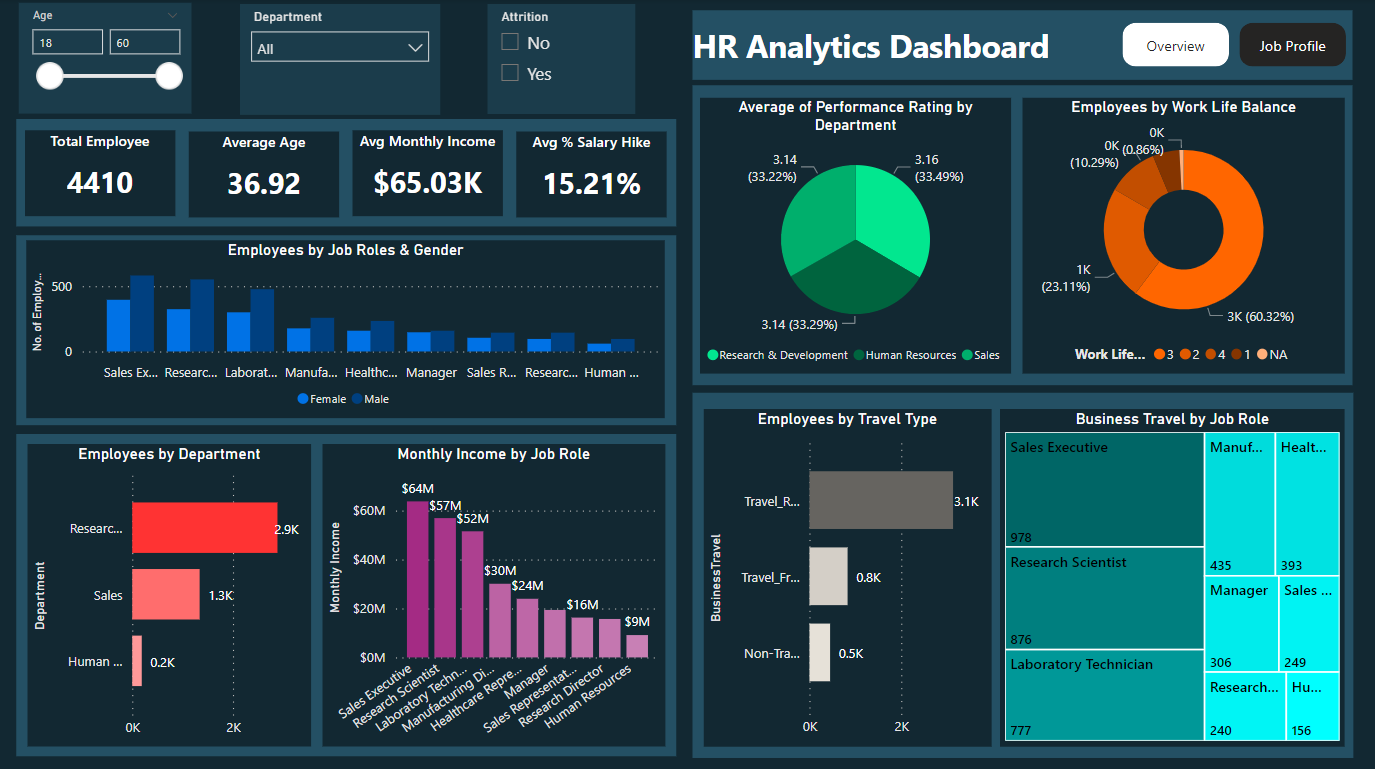 Age
18
60
Department
All
Attrition
No
Yes
HR Analytics Dashboard
Overview
Job Profile
Total Employee
4410
Average Age
36.92
Avg Monthly Income
$65.03K
Avg % Salary Hike
15.21%
Employees by Job Roles & Gender
No. of Employ...
500
0
Sales Ex...
Researc...
Laborat...
Manufa...
Healthc...
Manager
Sales R...
Researc...
Human ...
Female
Male
Average of Performance Rating by
Department
3.14
(33.22%)
3.16
(33.49%)
3.14 (33.29%)
Research & Development
Human Resources
Sales
Employees by Work Life Balance
0K
(0.86%)
0K
(10.29%)
1K
(23.11%)
3K (60.32%)
Work Life...
3
2
4
1
NA
Employees by Department
Department
Researc...
2.9K
Sales
1.3K
Human ...
0.2K
0K
2K
Monthly Income by Job Role
Monthly Income
$60M
$40M
$20M
$0M
$64M
$57M
$52M
$30M
$24M
$16M
$9M
Sales Executive
Research Scientist
Laboratory Techn...
Manufacturing Di...
Healthcare Repre...
Manager
Sales Representat...
Research Director
Human Resources
Employees by Travel Type
BusinessTravel
Travel_R...
3.1K
Travel_Fr...
0.8K
Non-Tra...
0.5K
0K
2K
Business Travel by Job Role
Sales Executive
978
Research Scientist
876
Laboratory Technician
777
Manuf...
435
Healt...
393
Manager
306
Sales ...
249
Research...
240
Hu...
156